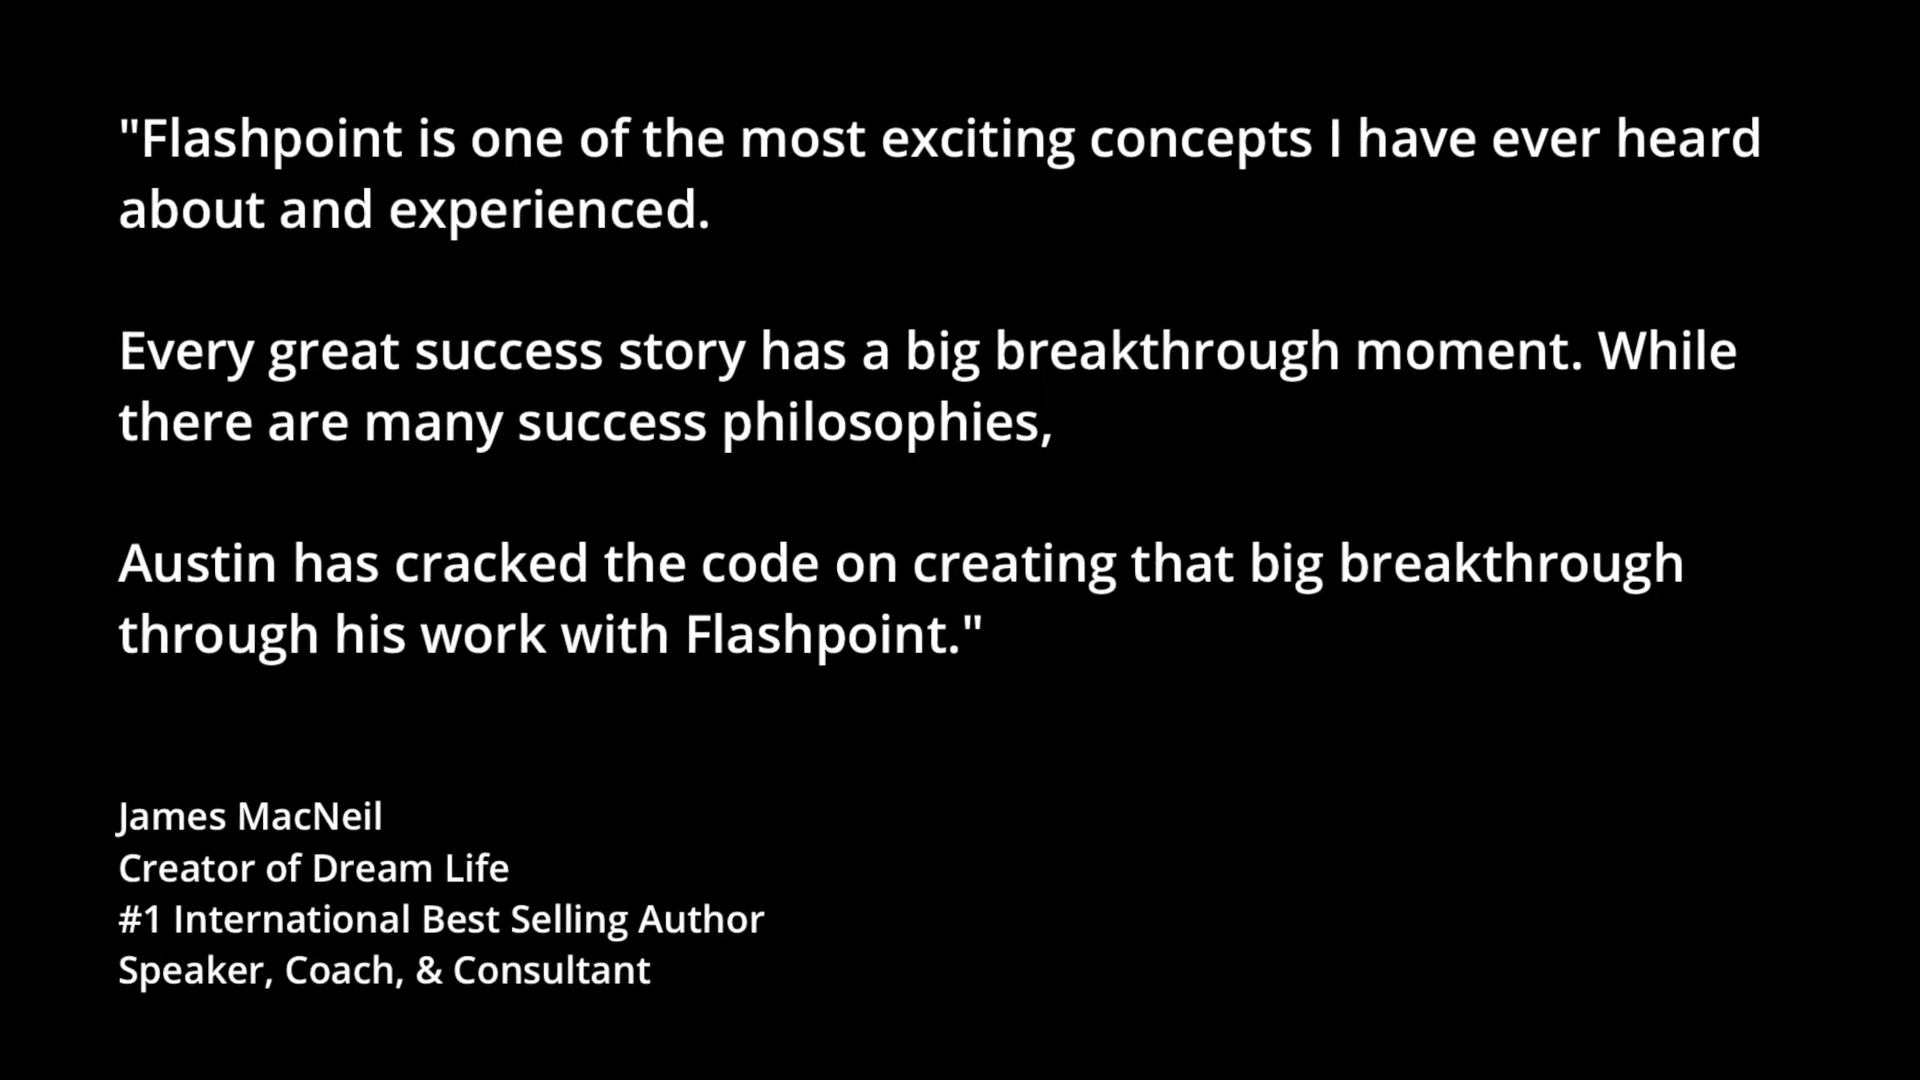 "Flashpoint is one of the most exciting concepts I have ever heard
about and experienced.
Every great success story has a big breakthrough moment. While
there are many success philosophies,
Austin has cracked the code on creating that big breakthrough
through his work with Flashpoint."
James MacNeil
Creator of Dream Life
#1 International Best Selling Author
Speaker, Coach, & Consultant